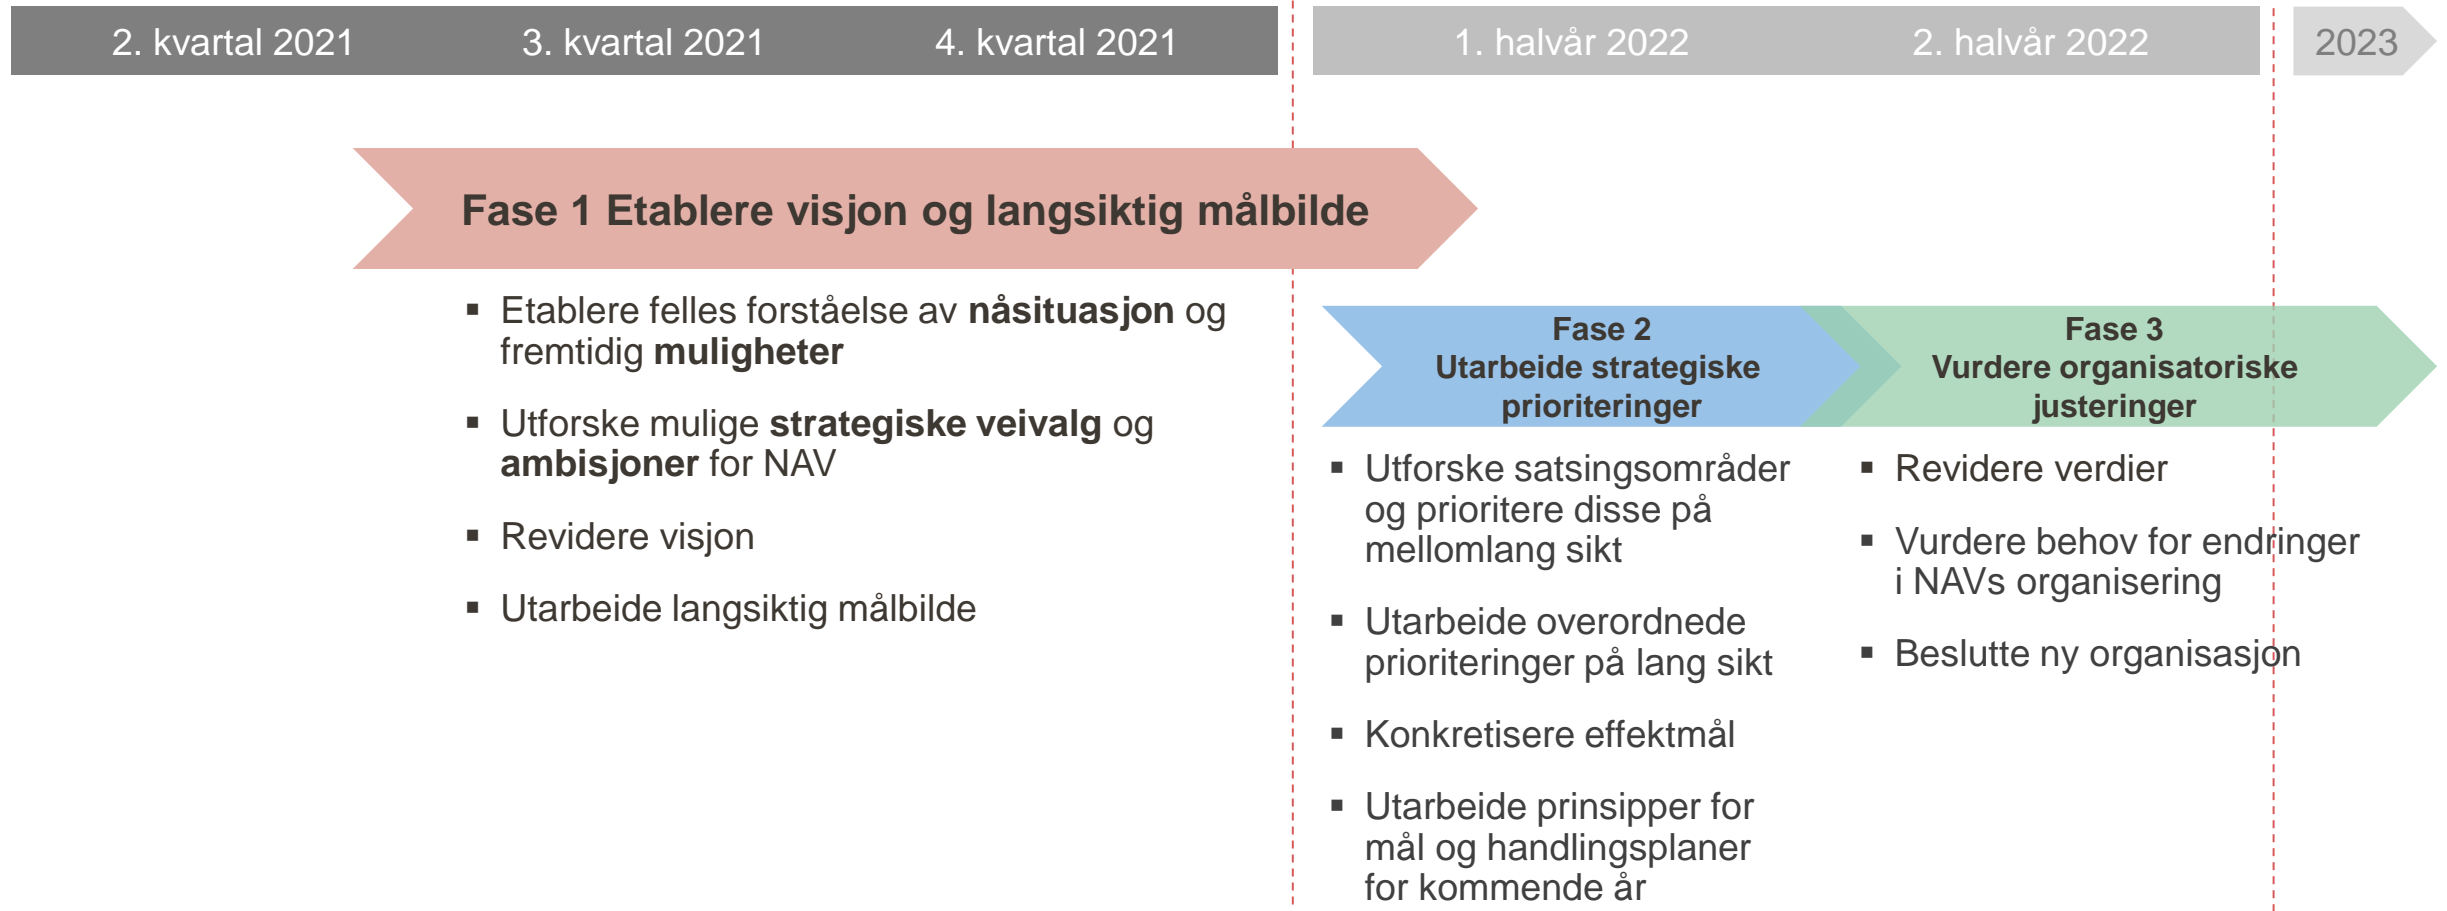 2. kvartal 2021
3. kvartal 2021
4. kvartal 2021
1. halvår 2022
2. halvår 2022
2023
Fase 1 Etablere visjon og langsiktig målbilde
▪ Etablere felles forståelse av nåsituasjon og
fremtidig muligheter
▪ Utforske mulige strategiske veivalg og
ambisjoner for NAV
▪ Revidere visjon
▪ Utarbeide langsiktig målbilde
Fase 2
Utarbeide strategiske
prioriteringer
▪ Utforske satsingsområder
og prioritere disse på
mellomlang sikt
▪ Utarbeide overordnede
prioriteringer på lang sikt
▪ Konkretisere effektmål
▪ Utarbeide prinsipper for
mål og handlingsplaner
for kommende år
Fase 3
Vurdere organisatoriske
justeringer
▪ Revidere verdier
▪ Vurdere behov for endringer
i NAVs organisering
▪ Beslutte ny organisasjon